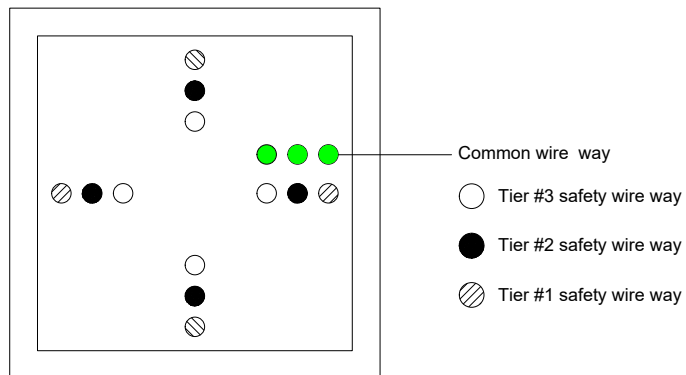 Common wire way
Tier #3 safety wire way
Tier #2 safety wire way
Tier #1 safety wire way